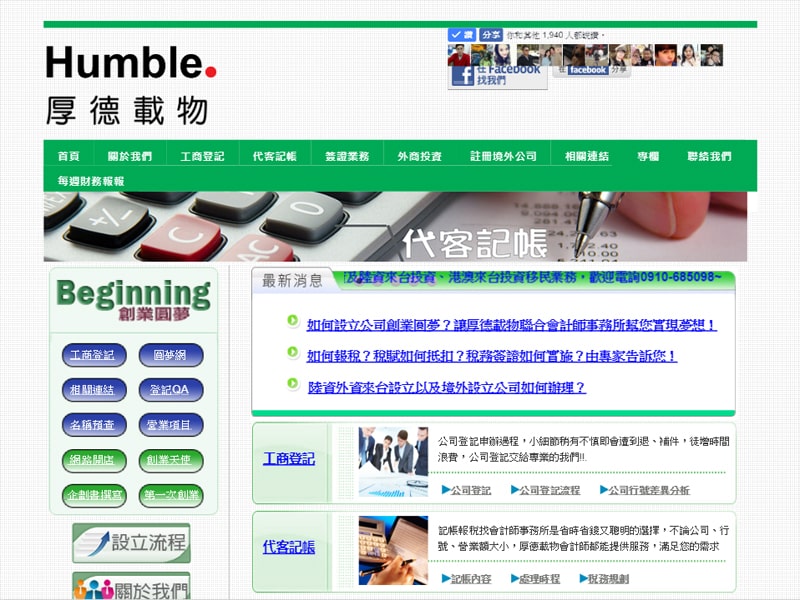 Humble.
厚德載物
讚 分享 你和其他 1,940 人都說讚。
在 Facebook
找我們
在 facebook 分享
首頁 關於我們 工商登記 代客記帳 簽證業務 外商投資 註冊境外公司 相關連結 專欄 聯絡我們
每週財務報報
+/-
0
C
AC
代客記帳
Beginning
創業圓夢
工商登記 圓夢網
相關連結 登記QA
名稱預查 營業項目
網路開店 創業天使
企劃書撰寫 第一次創業
設立流程
關於我們
最新消息 及陸資來台投資、港澳來台投資移民業務，歡迎電詢0910-685098~
如何設立公司創業圓夢？讓厚德載物聯合會計師事務所幫您實現夢想！
如何報稅？稅賦如何抵扣？稅務簽證如何實施？由專家告訴您！
陸資外資來台設立以及境外設立公司如何辦理？
工商登記
公司登記申辦過程，小細節稍有不慎即會遭到退、補件，徒增時間
浪費，公司登記交給專業的我們!!
公司登記 公司登記流程 公司行號差異分析
代客記帳
記帳報稅找會計師事務所是省時省錢又聰明的選擇，不論公司、行
號、營業額大小，厚德載物會計師都能提供服務，滿足您的需求
記帳內容 處理時程 稅務規劃